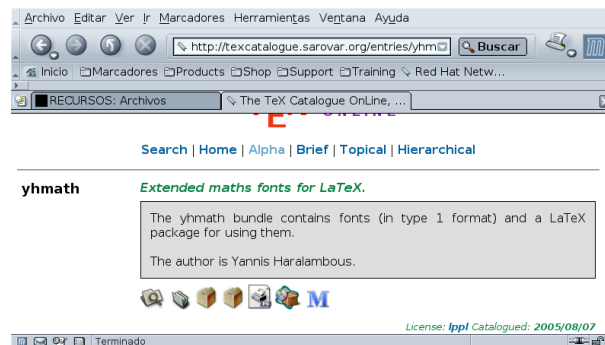 Archivo Editar Ver Ir Marcadores Herramientas Ventana Ayuda
http://texcatalogue.sarovar.org/entries/yhm Buscar
Inicio Marcadores Products Shop Support Training Red Hat Netw...
RECURSOS: Archivos The TeX Catalogue OnLine, ...
Search | Home | Alpha | Brief | Topical | Hierarchical
yhmath Extended maths fonts for LaTeX.
The yhmath bundle contains fonts (in type 1 format) and a LaTeX
package for using them.
The author is Yannis Haralambous.
M
License: lppl Catalogued: 2005/08/07
Terminado